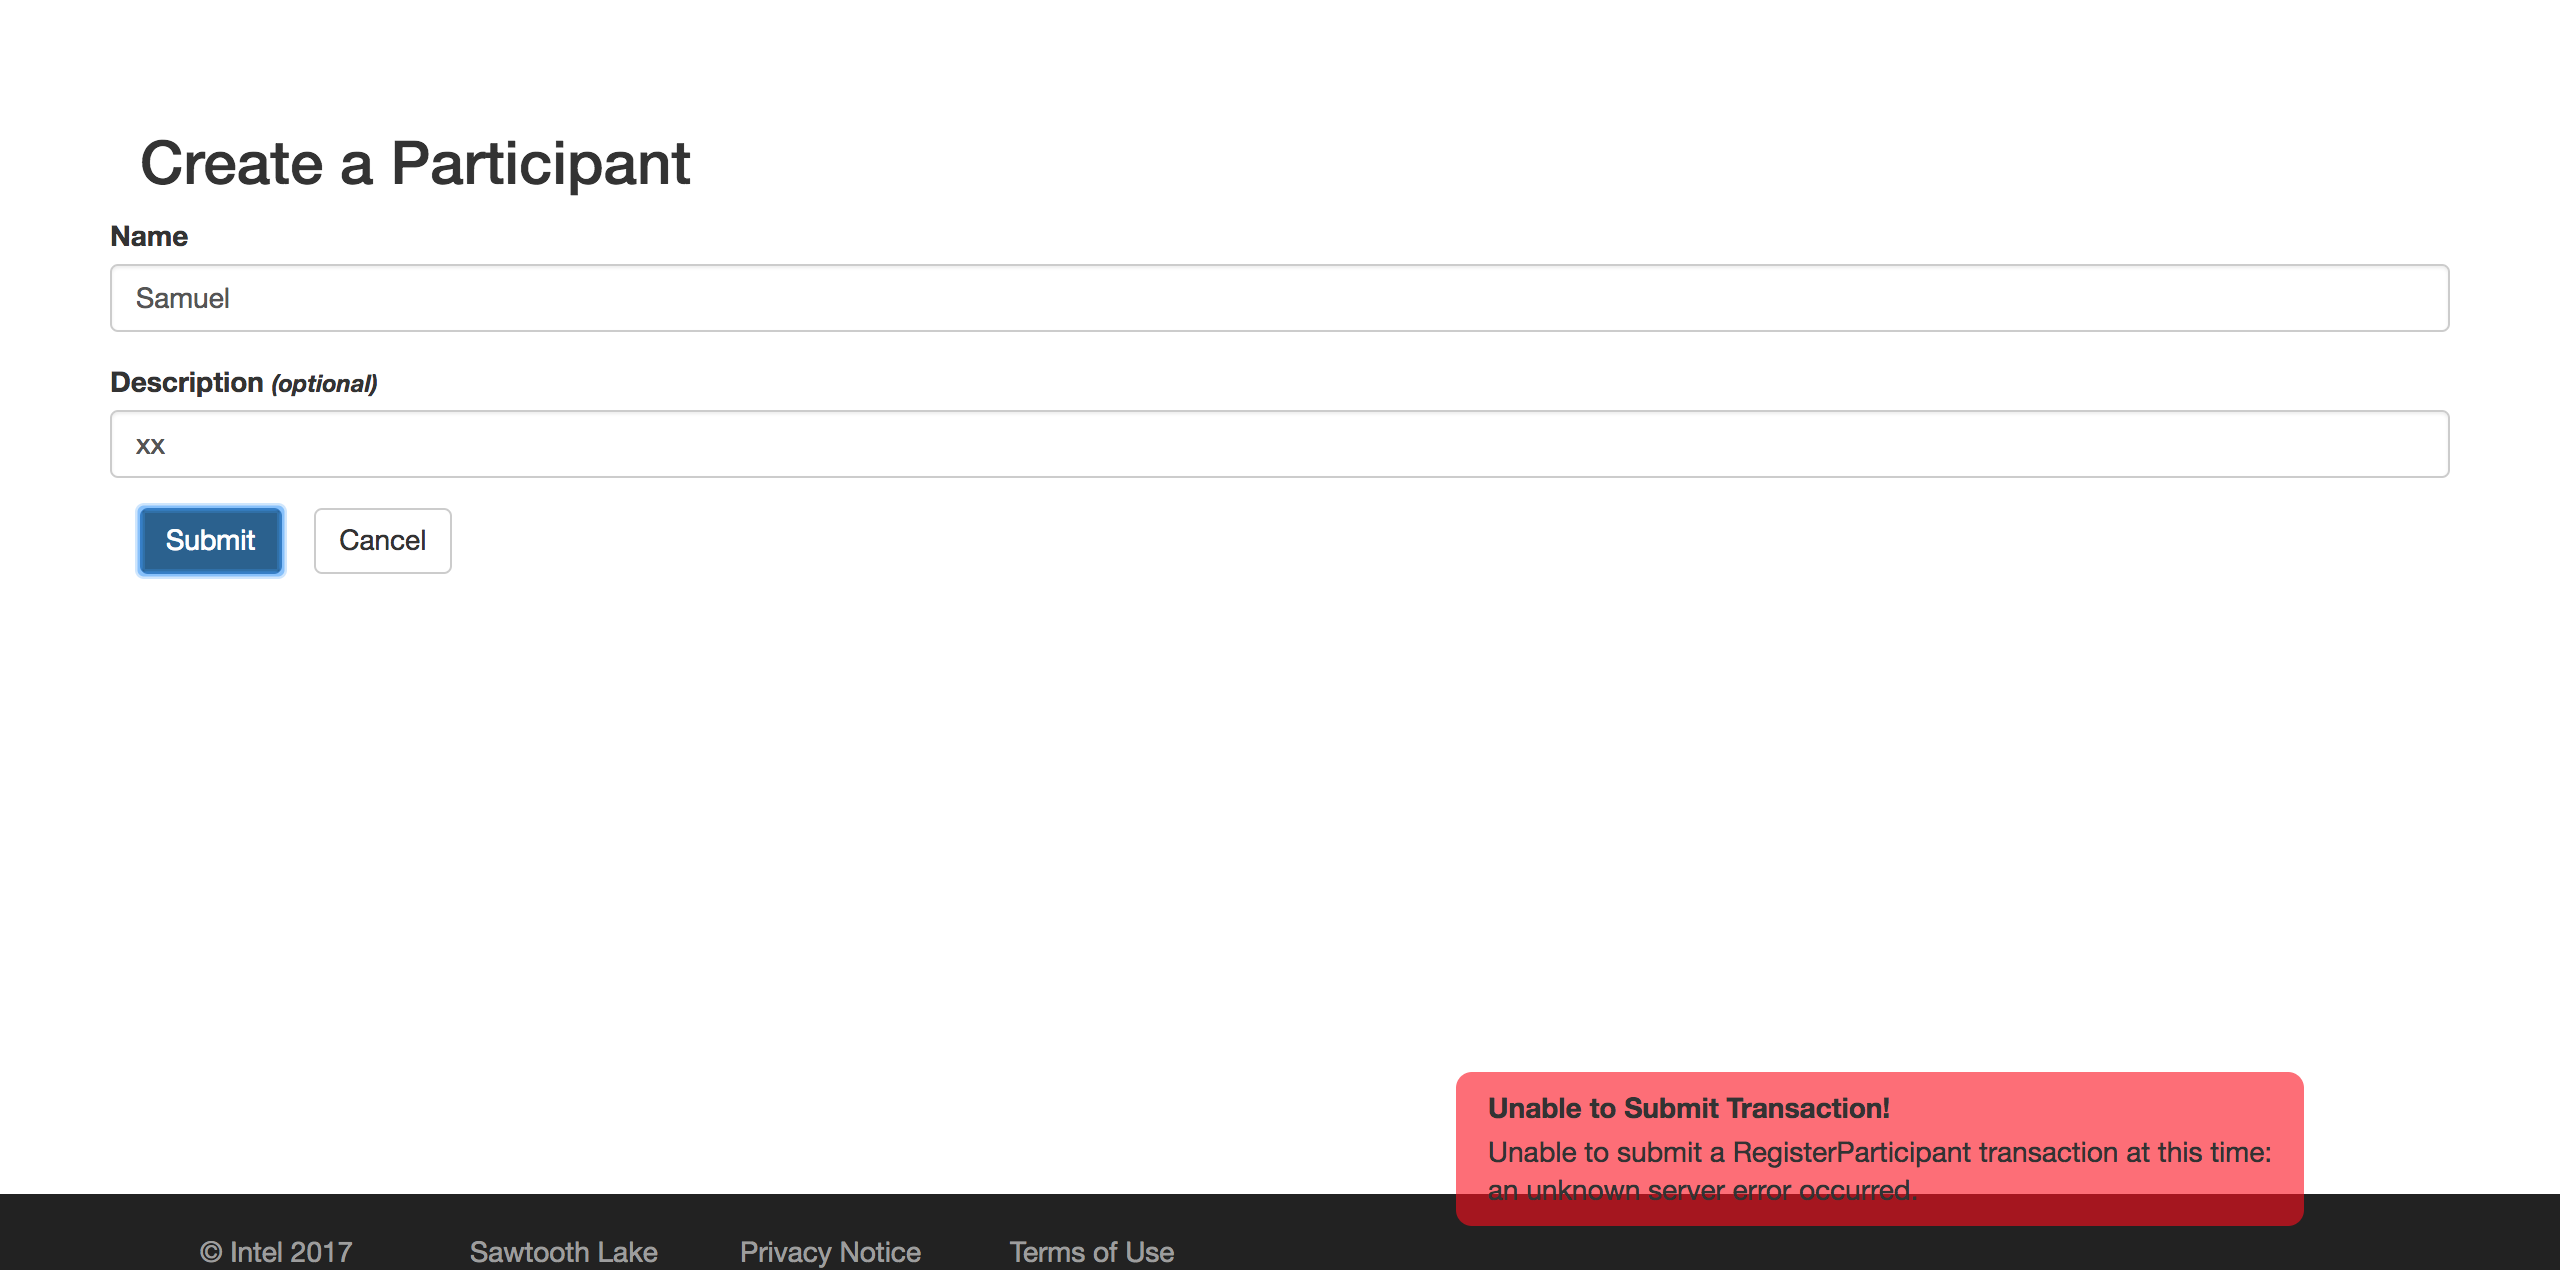 Create a Participant
Name
Samuel
Description (optional)
xx
Submit Cancel
Unable to Submit Transaction!
Unable to submit a RegisterParticipant transaction at this time:
an unknown server error occurred.
© Intel 2017 Sawtooth Lake Privacy Notice Terms of Use